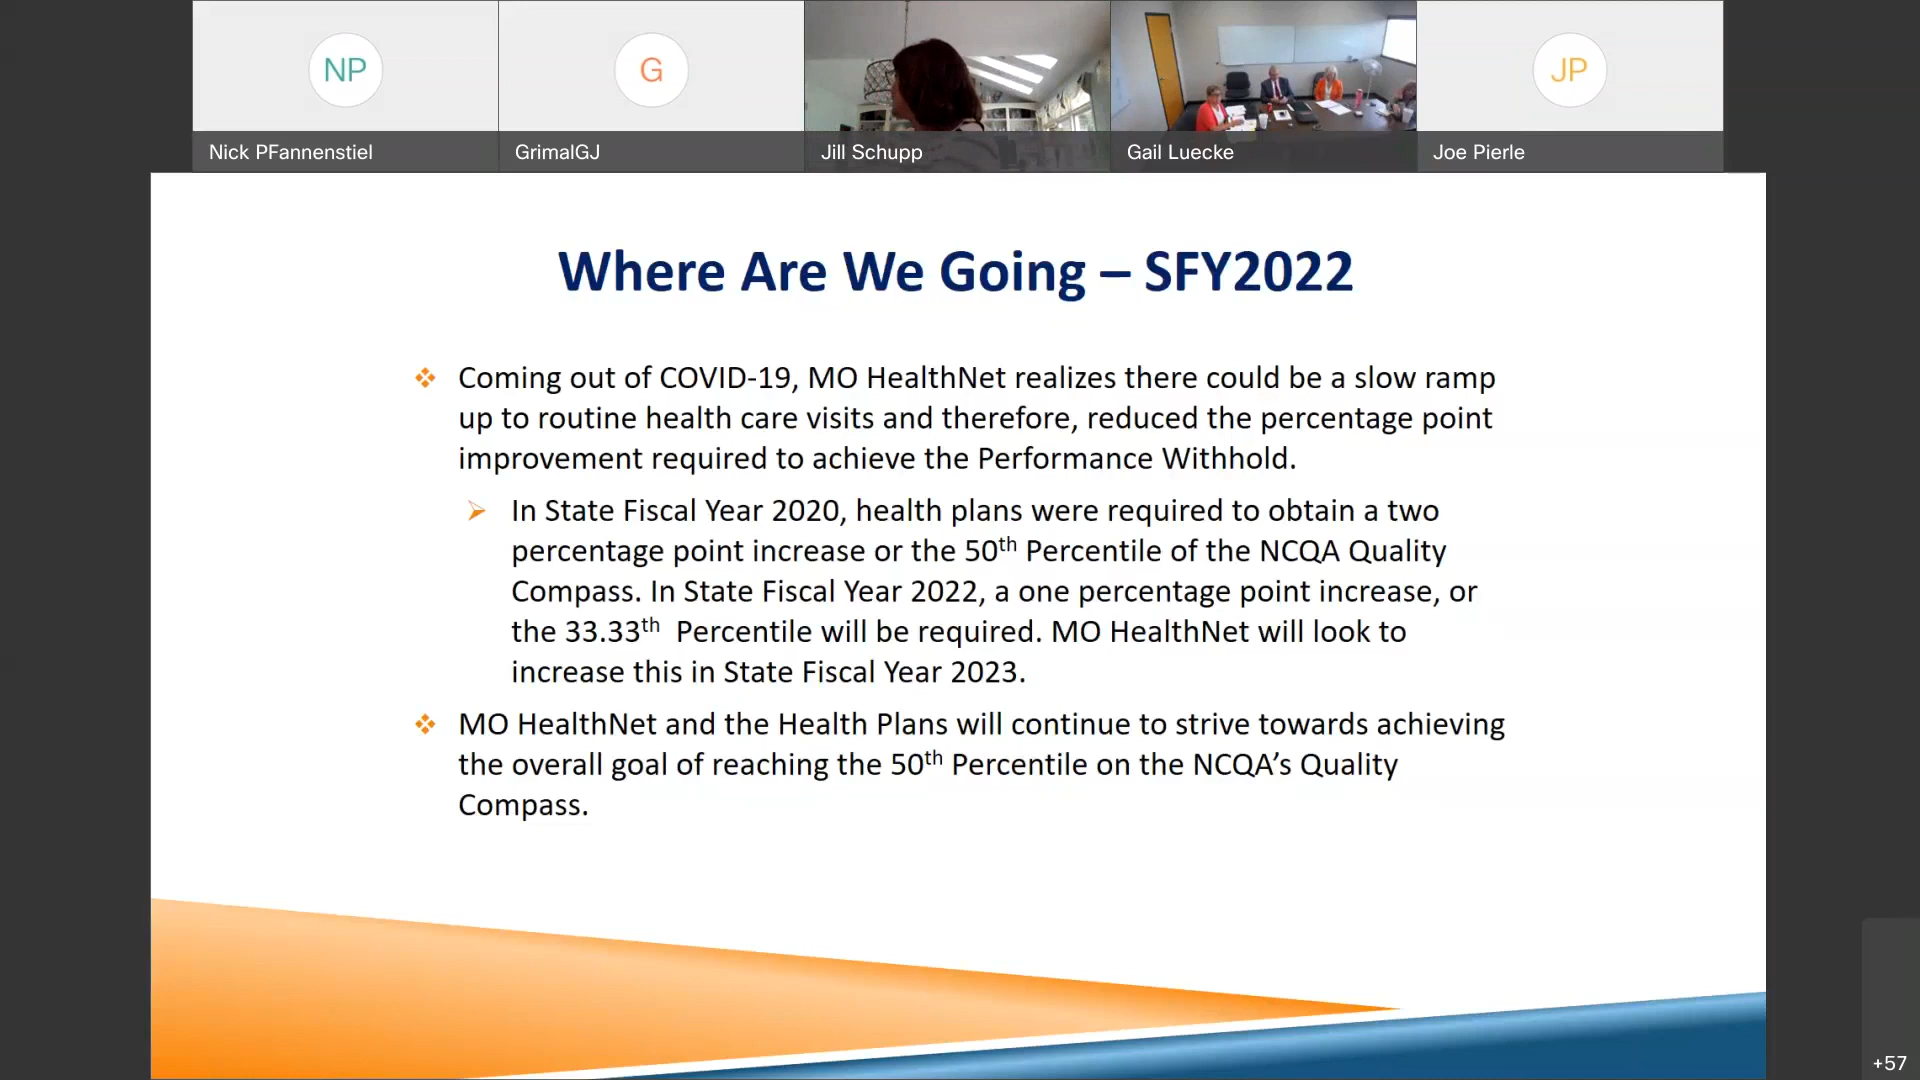 NP
G
JP
Nick PFannenstiel
GrimalGJ
Jill Schupp
Gail Luecke
Joe Pierle
Where Are We Going – SFY2022
Coming out of COVID-19, MO HealthNet realizes there could be a slow ramp
up to routine health care visits and therefore, reduced the percentage point
improvement required to achieve the Performance Withhold.
In State Fiscal Year 2020, health plans were required to obtain a two
percentage point increase or the 50th Percentile of the NCQA Quality
Compass. In State Fiscal Year 2022, a one percentage point increase, or
the 33.33th Percentile will be required. MO HealthNet will look to
increase this in State Fiscal Year 2023.
MO HealthNet and the Health Plans will continue to strive towards achieving
the overall goal of reaching the 50th Percentile on the NCQA’s Quality
Compass.
+57